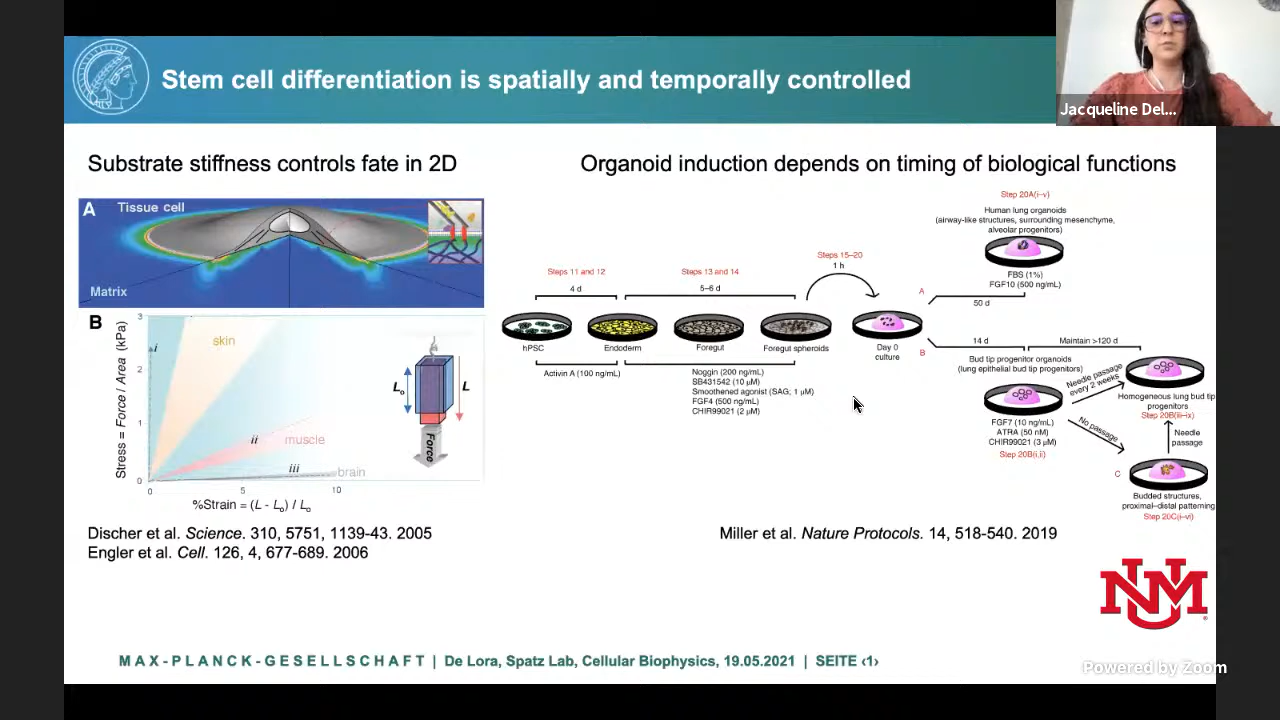 Stem cell differentiation is spatially and temporally controlled
Jacqueline Del...
Substrate stiffness controls fate in 2D
A
Tissue cell
Matrix
B
Stress = Force / Area (kPa)
3
2
1
0
i
skin
ii
muscle
iii
brain
0
5
10
%Strain = (L - Lo) / Lo
Lo
L
Force
Discher et al. Science. 310, 5751, 1139-43. 2005
Engler et al. Cell. 126, 4, 677-689. 2006
Organoid induction depends on timing of biological functions
Steps 11 and 12
4 d
Steps 13 and 14
5–6 d
Steps 15–20
1 h
hPSC
Endoderm
Foregut
Foregut spheroids
Day 0
culture
Activin A (100 ng/mL)
Noggin (200 ng/mL)
SB431542 (10 μM)
Smoothened agonist (SAG; 1 μM)
FGF4 (500 ng/mL)
CHIR99021 (2 μM)
Step 20A(i–v)
Human lung organoids
(airway-like structures, surrounding mesenchyme,
alveolar progenitors)
FBS (1%)
FGF10 (500 ng/mL)
A
50 d
B
14 d
Maintain >120 d
Bud tip progenitor organoids
(lung epithelial bud tip progenitors)
FGF7 (10 ng/mL)
ATRA (50 nM)
CHIR99021 (3 μM)
Step 20B(i,ii)
Needle passage
every 2 weeks
No passage
Homogeneous lung bud tip
progenitors
Step 20B(iii–ix)
Needle
passage
C
Budded structures,
proximal–distal patterning
Step 20C(i–vi)
Miller et al. Nature Protocols. 14, 518-540. 2019
UNM
MAX-PLANCK-GESELLSCHAFT | De Lora, Spatz Lab, Cellular Biophysics, 19.05.2021 | SEITE ‹1›
Powered by Zoom